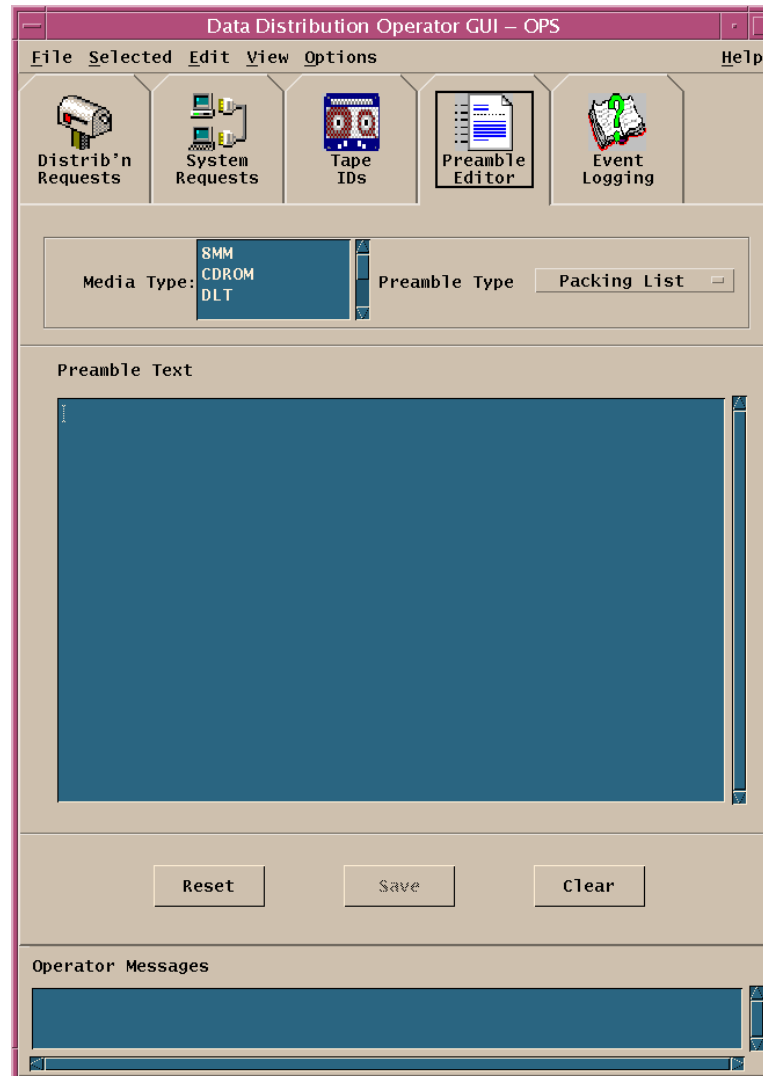 Data Distribution Operator GUI – OPS
File Selected Edit View Options Help
Distrib'n Requests
System Requests
Tape IDs
Preamble Editor
Event Logging
Media Type:
8MM
CDROM
DLT
Preamble Type Packing List
Preamble Text
Reset Save Clear
Operator Messages